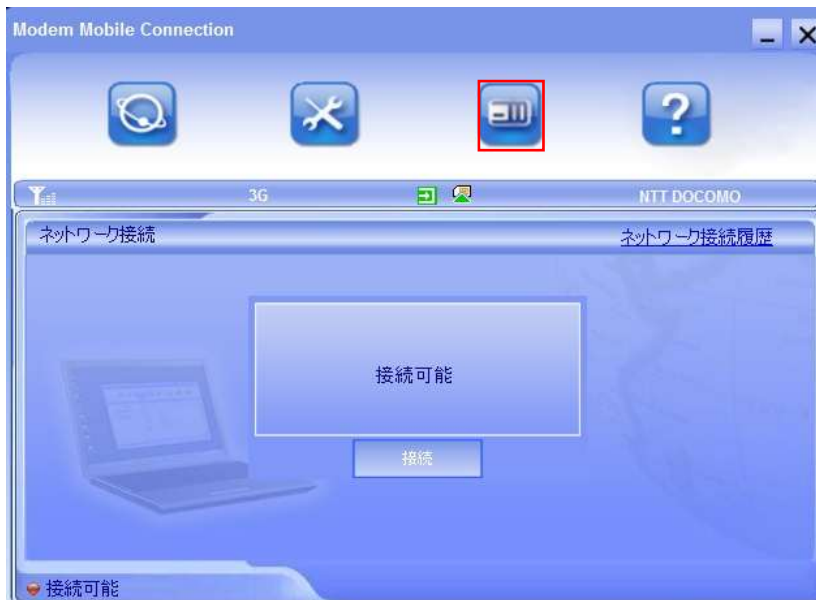 Modem Mobile Connection
3G
NTT DOCOMO
ネットワーク接続
ネットワーク接続履歴
接続可能
接続
接続可能